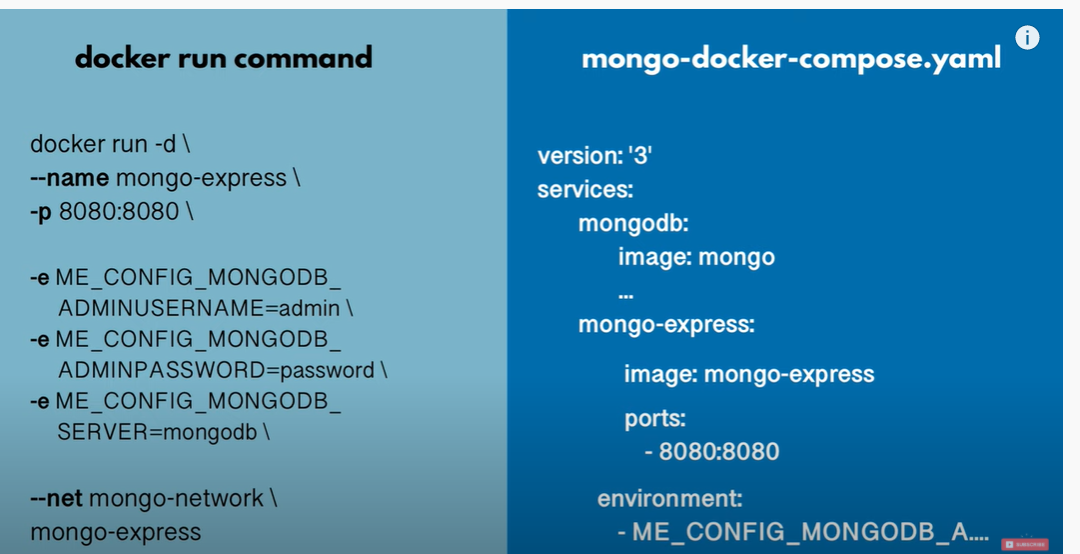 docker run command
docker run -d \
--name mongo-express \
-p 8080:8080 \
-e ME_CONFIG_MONGODB_
ADMINUSERNAME=admin \
-e ME_CONFIG_MONGODB_
ADMINPASSWORD=password \
-e ME_CONFIG_MONGODB_
SERVER=mongodb \
--net mongo-network \
mongo-express
mongo-docker-compose.yaml
version: '3'
services:
mongodb:
image: mongo
...
mongo-express:
image: mongo-express
ports:
- 8080:8080
environment:
- ME_CONFIG_MONGODB_A....
SUBSCRIBE